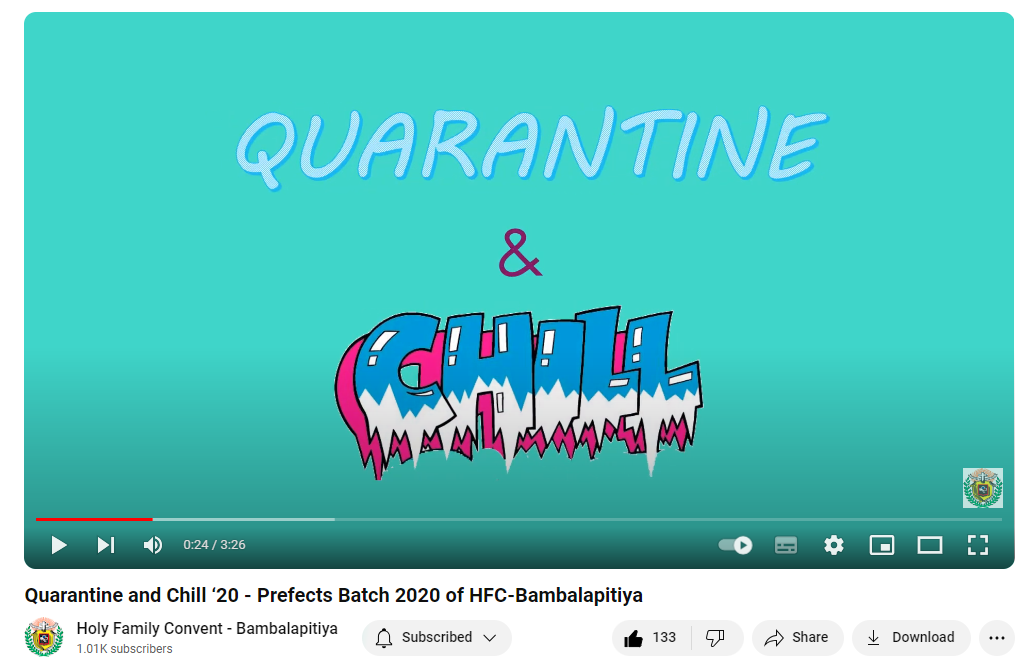 QUARANTINE
&
CHILL
0:24 / 3:26
Quarantine and Chill ‘20 - Prefects Batch 2020 of HFC-Bambalapitiya
Holy Family Convent - Bambalapitiya
1.01K subscribers
Subscribed
133
Share
Download